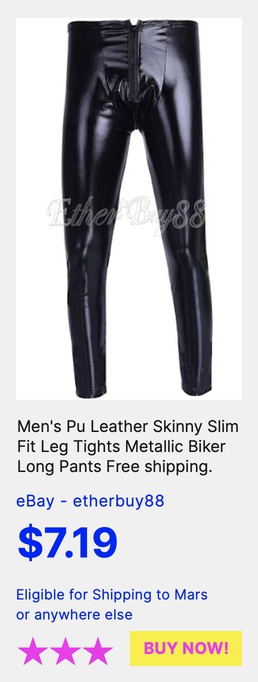 EtherBuy88
Men's Pu Leather Skinny Slim
Fit Leg Tights Metallic Biker
Long Pants Free shipping.
eBay - etherbuy88
$7.19
Eligible for Shipping to Mars
or anywhere else
BUY NOW!